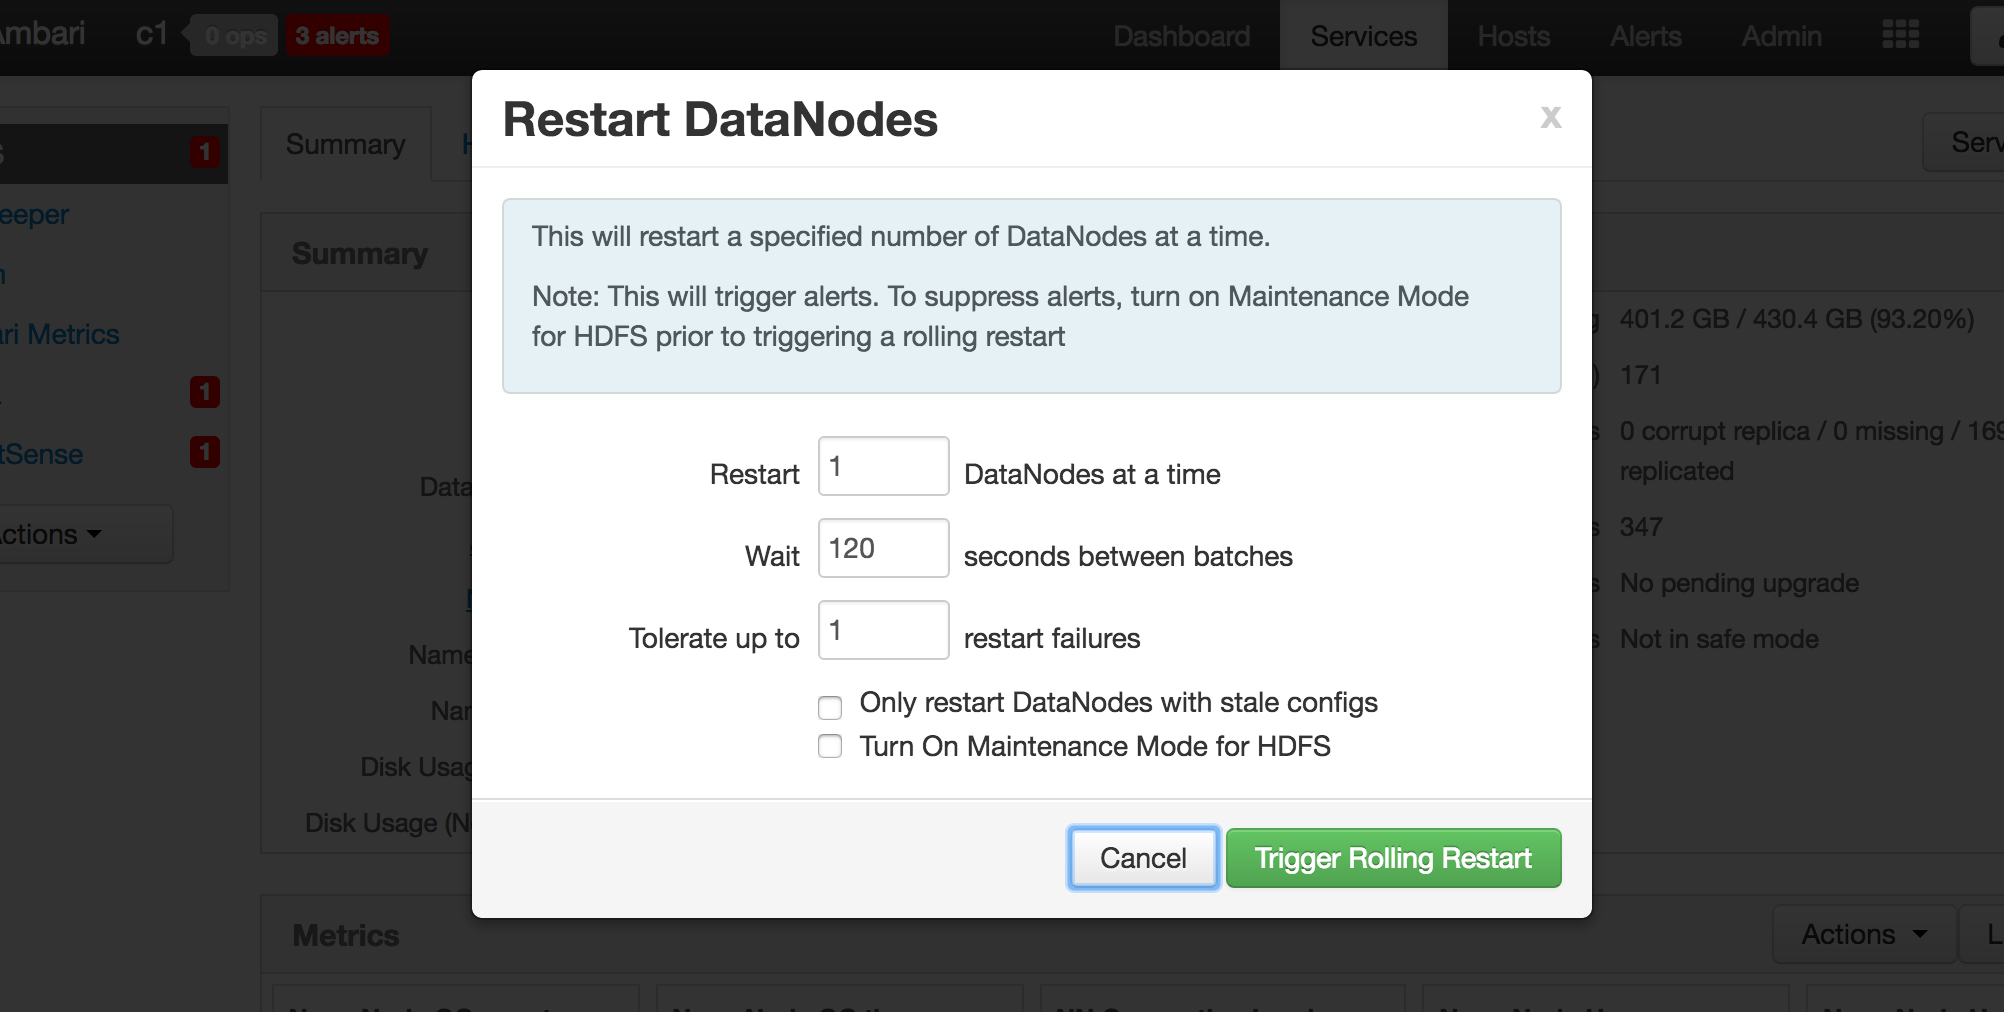 Ambari c1 0 ops 3 alerts Dashboard Services Hosts Alerts Admin
Restart DataNodes x
Summary
1
eeper
ri Metrics
1
tSense 1
ctions
Summary
Data
Name
Nar
Disk Usag
Disk Usage (N
This will restart a specified number of DataNodes at a time.
Note: This will trigger alerts. To suppress alerts, turn on Maintenance Mode
for HDFS prior to triggering a rolling restart
Restart 1 DataNodes at a time
Wait 120 seconds between batches
Tolerate up to 1 restart failures
Only restart DataNodes with stale configs
Turn On Maintenance Mode for HDFS
Cancel Trigger Rolling Restart
Serv
401.2 GB / 430.4 GB (93.20%)
171
0 corrupt replica / 0 missing / 169
replicated
347
No pending upgrade
Not in safe mode
Metrics Actions L